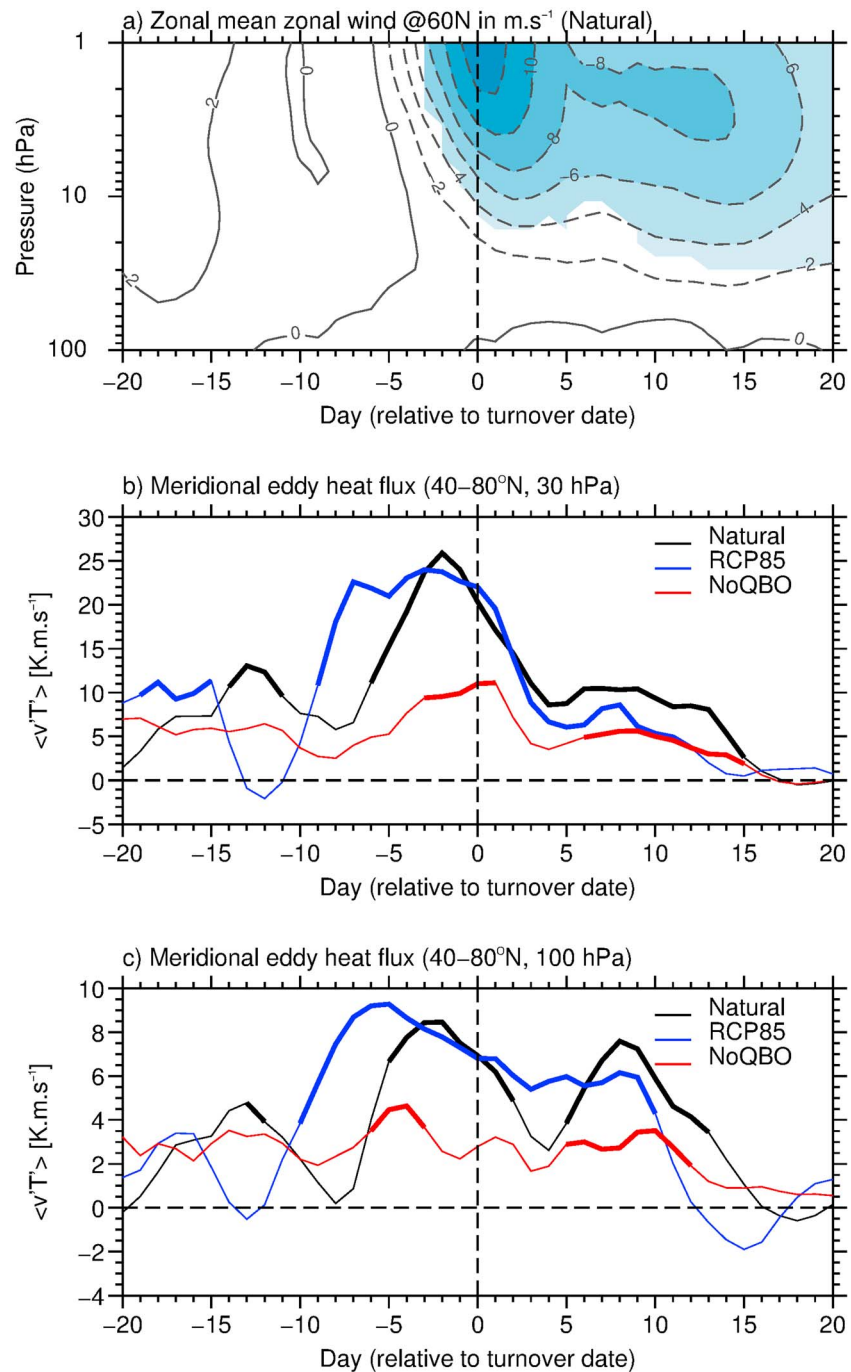 a) Zonal mean zonal wind @60N in m.s⁻¹ (Natural)
1
10
100
Pressure (hPa)
2
0
0
-2
-4
10
8
-8
-6
6
-4
-2
2
0
0
0
−20 −15 −10 −5 0 5 10 15 20
Day (relative to turnover date)
b) Meridional eddy heat flux (40−80°N, 30 hPa)
30
25
20
15
10
5
0
−5
<v'T'> [K.m.s⁻¹]
Natural
RCP85
NoQBO
−20 −15 −10 −5 0 5 10 15 20
Day (relative to turnover date)
c) Meridional eddy heat flux (40−80°N, 100 hPa)
10
8
6
4
2
0
−2
−4
<v'T'> [K.m.s⁻¹]
Natural
RCP85
NoQBO
−20 −15 −10 −5 0 5 10 15 20
Day (relative to turnover date)